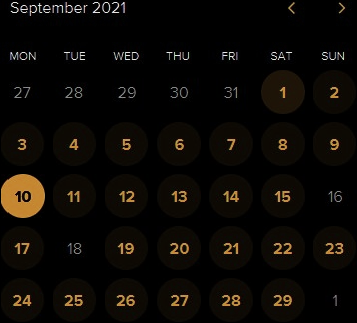 September 2021 < >
MON TUE WED THU FRI SAT SUN
27 28 29 30 31 1 2
3 4 5 6 7 8 9
10 11 12 13 14 15 16
17 18 19 20 21 22 23
24 25 26 27 28 29 1